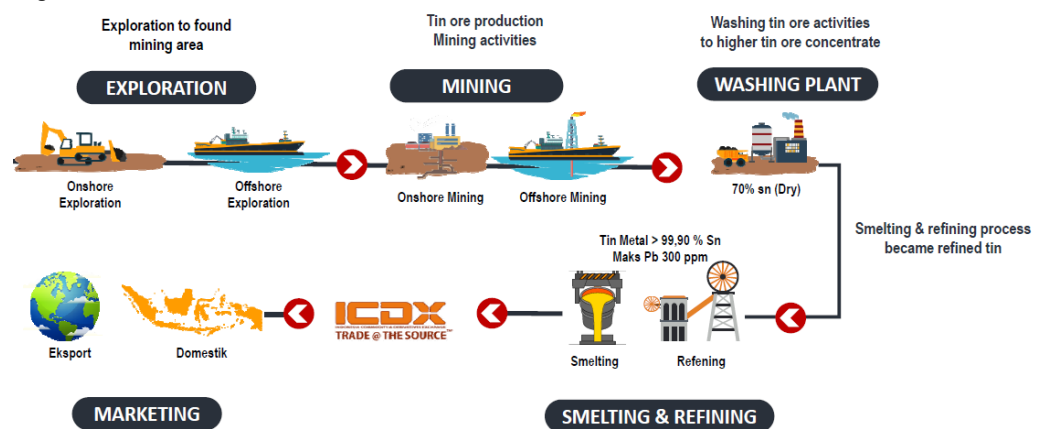 Exploration to found
mining area
EXPLORATION
Onshore
Exploration
Offshore
Exploration
Tin ore production
Mining activities
MINING
Onshore Mining
Offshore Mining
Washing tin ore activities
to higher tin ore concentrate
WASHING PLANT
70% sn (Dry)
Smelting & refining process
became refined tin
Tin Metal > 99,90 % Sn
Maks Pb 300 ppm
Smelting
Refening
SMELTING & REFINING
ICDX
TRADE @ THE SOURCE™
Eksport
Domestik
MARKETING